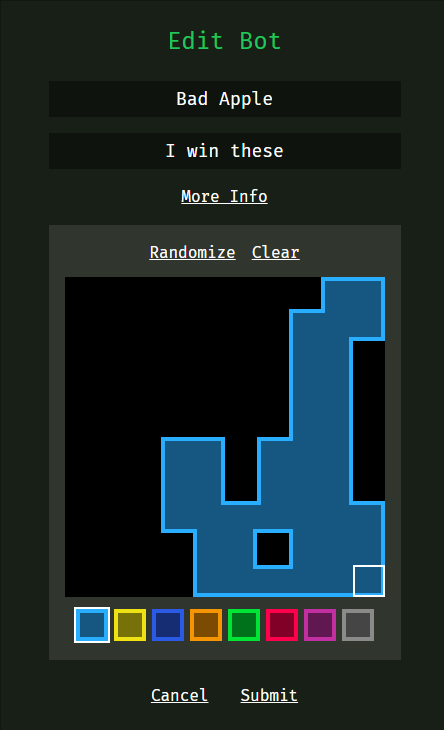 Edit Bot
Bad Apple
I win these
More Info
Randomize Clear
Cancel Submit